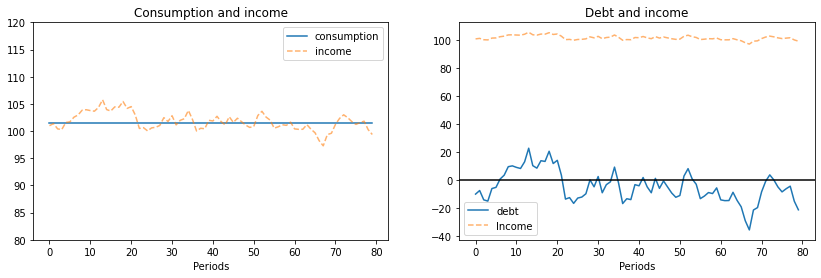 Consumption and income
120
115
110
105
100
95
90
85
80
0 10 20 30 40 50 60 70 80
Periods
consumption
income
Debt and income
100
80
60
40
20
0
−20
−40
0 10 20 30 40 50 60 70 80
Periods
debt
Income